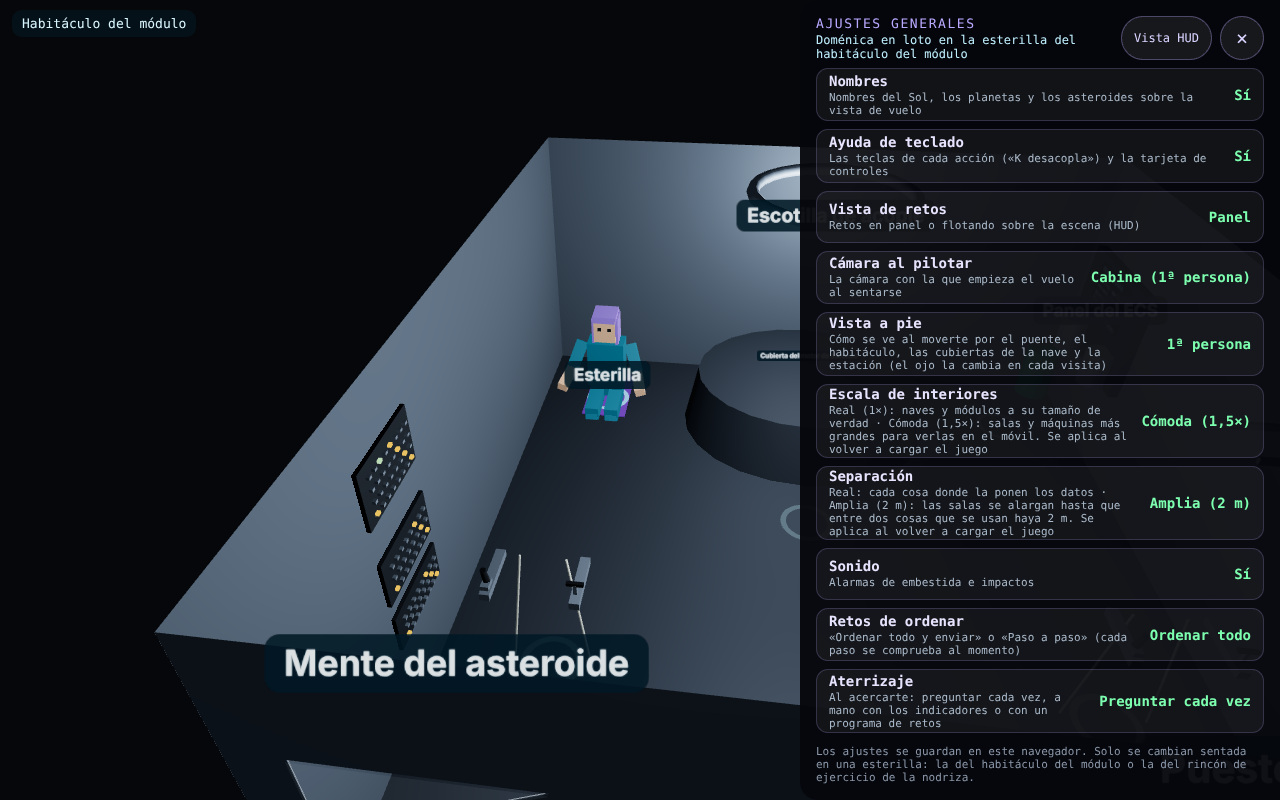 Habitáculo del módulo
AJUSTES GENERALES
Doménica en loto en la esterilla del
habitáculo del módulo
Vista HUD
×
Nombres
Nombres del Sol, los planetas y los asteroides sobre la
vista de vuelo
Sí
Ayuda de teclado
Las teclas de cada acción («K desacopla») y la tarjeta de
controles
Sí
Vista de retos
Retos en panel o flotando sobre la escena (HUD)
Panel
Cámara al pilotar
La cámara con la que empieza el vuelo
al sentarse
Cabina (1ª persona)
Vista a pie
Cómo se ve al moverte por el puente, el
habitáculo, las cubiertas de la nave y la
estación (el ojo la cambia en cada visita)
1ª persona
Escala de interiores
Real (1×): naves y módulos a su tamaño de
verdad · Cómoda (1,5×): salas y máquinas más
grandes para verlas en el móvil. Se aplica al
volver a cargar el juego
Cómoda (1,5×)
Separación
Real: cada cosa donde la ponen los datos ·
Amplia (2 m): las salas se alargan hasta que
entre dos cosas que se usan haya 2 m. Se
aplica al volver a cargar el juego
Amplia (2 m)
Sonido
Alarmas de embestida e impactos
Sí
Retos de ordenar
«Ordenar todo y enviar» o «Paso a paso» (cada
paso se comprueba al momento)
Ordenar todo
Aterrizaje
Al acercarte: preguntar cada vez, a
mano con los indicadores o con un
programa de retos
Preguntar cada vez
Los ajustes se guardan en este navegador. Solo se cambian sentada
en una esterilla: la del habitáculo del módulo o la del rincón de
ejercicio de la nodriza.
Panel del ECS
Cubierta del
Esterilla
Mente del asteroide